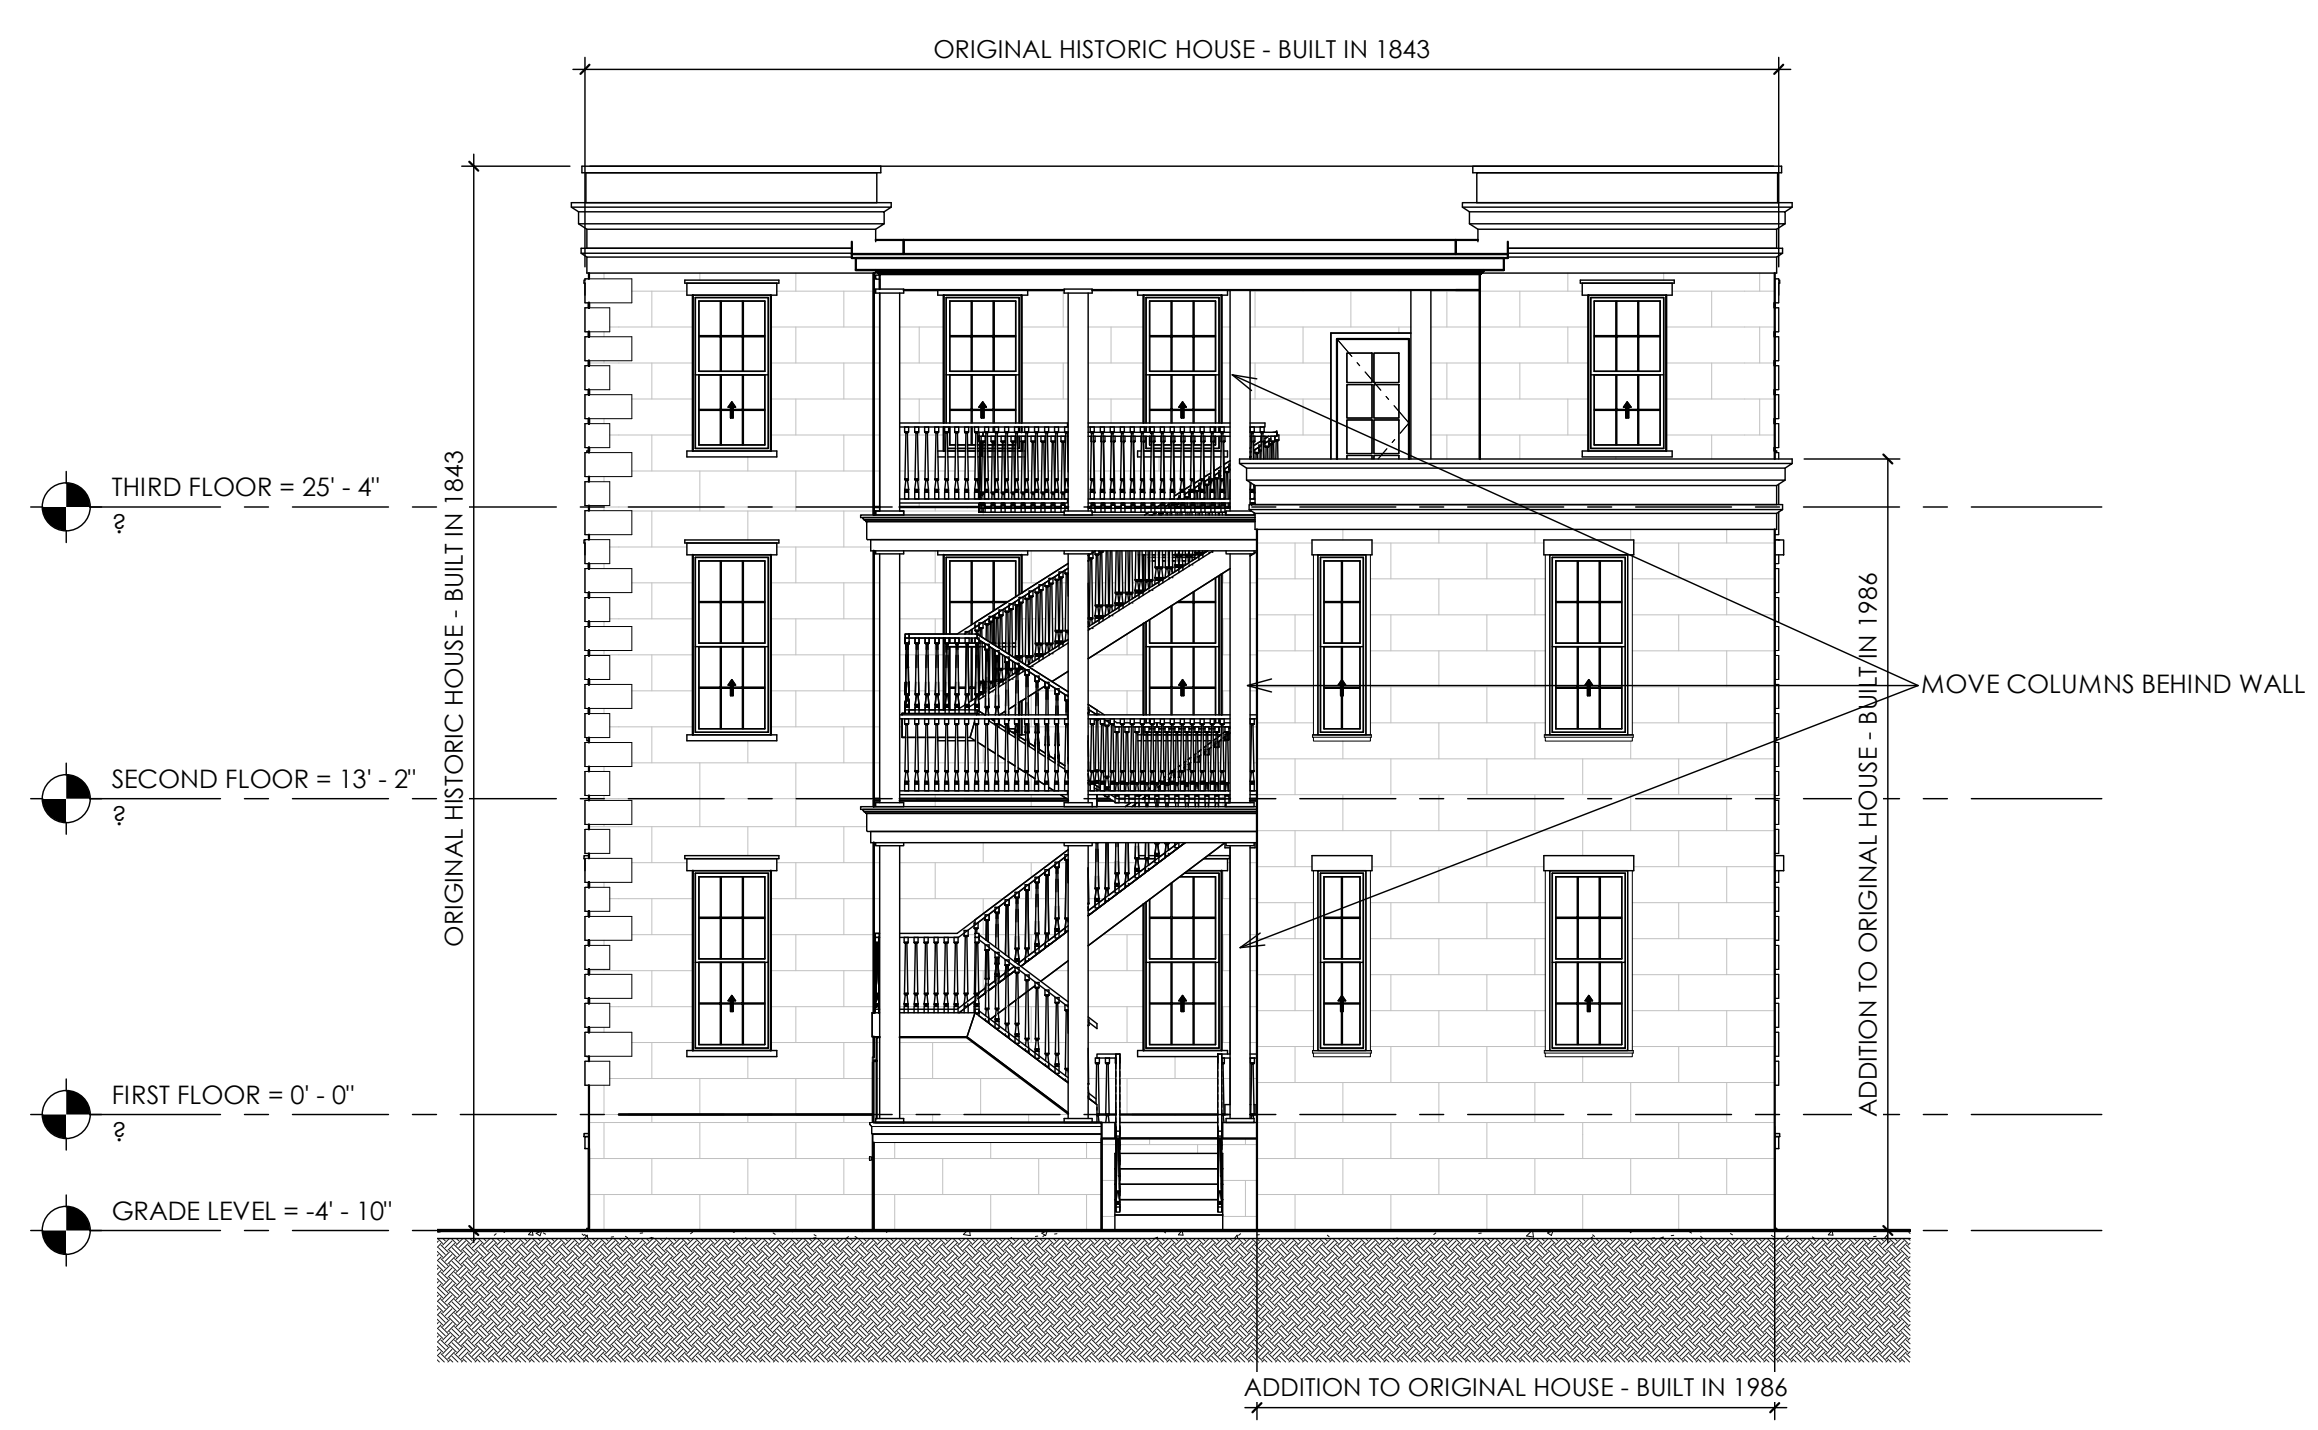 ORIGINAL HISTORIC HOUSE - BUILT IN 1843
ORIGINAL HISTORIC HOUSE - BUILT IN 1843
THIRD FLOOR = 25' - 4"
?
ADDITION TO ORIGINAL HOUSE - BUILT IN 1986
MOVE COLUMNS BEHIND WALL
SECOND FLOOR = 13' - 2"
?
FIRST FLOOR = 0' - 0"
?
GRADE LEVEL = -4' - 10"
ADDITION TO ORIGINAL HOUSE - BUILT IN 1986